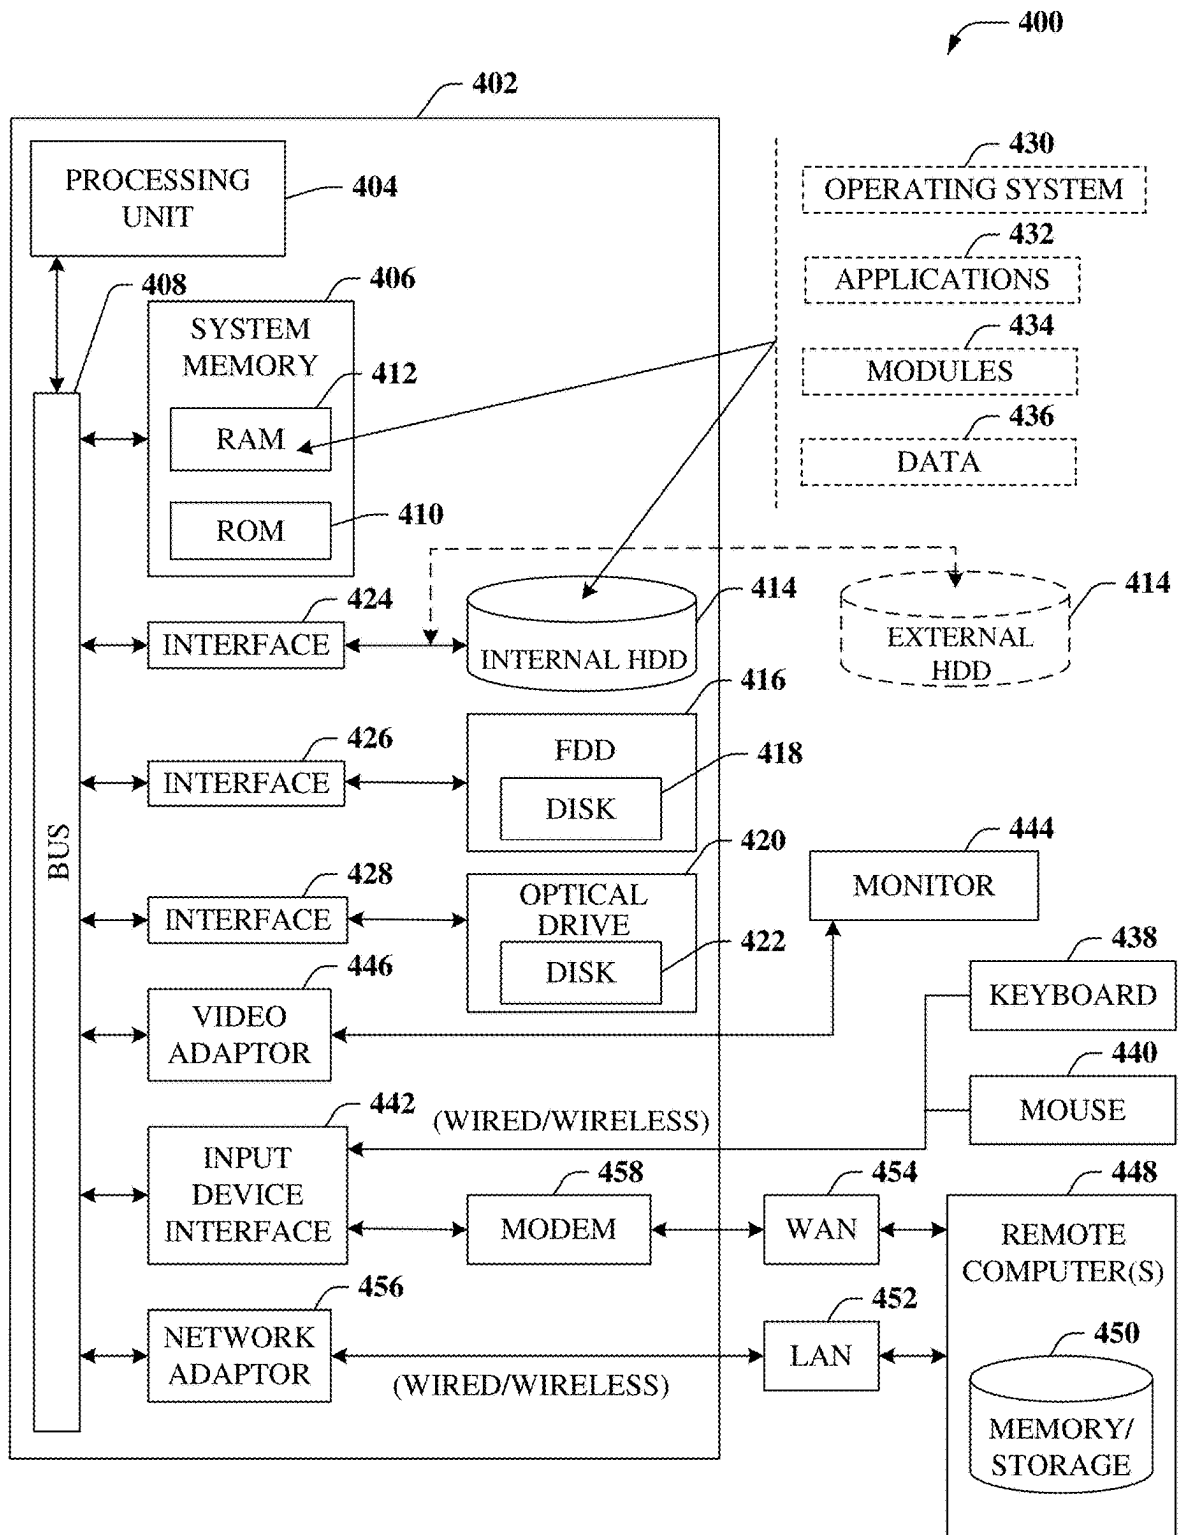 400
402
PROCESSING
UNIT
404
430
OPERATING SYSTEM
432
APPLICATIONS
434
MODULES
436
DATA
408
406
SYSTEM
MEMORY
412
RAM
410
ROM
424
INTERFACE
414
INTERNAL HDD
414
EXTERNAL
HDD
426
INTERFACE
416
FDD
418
DISK
BUS
428
INTERFACE
420
OPTICAL
DRIVE
422
DISK
444
MONITOR
446
VIDEO
ADAPTOR
438
KEYBOARD
440
MOUSE
442
INPUT
DEVICE
INTERFACE
(WIRED/WIRELESS)
458
MODEM
454
WAN
448
REMOTE
COMPUTER(S)
456
NETWORK
ADAPTOR
(WIRED/WIRELESS)
452
LAN
450
MEMORY/
STORAGE